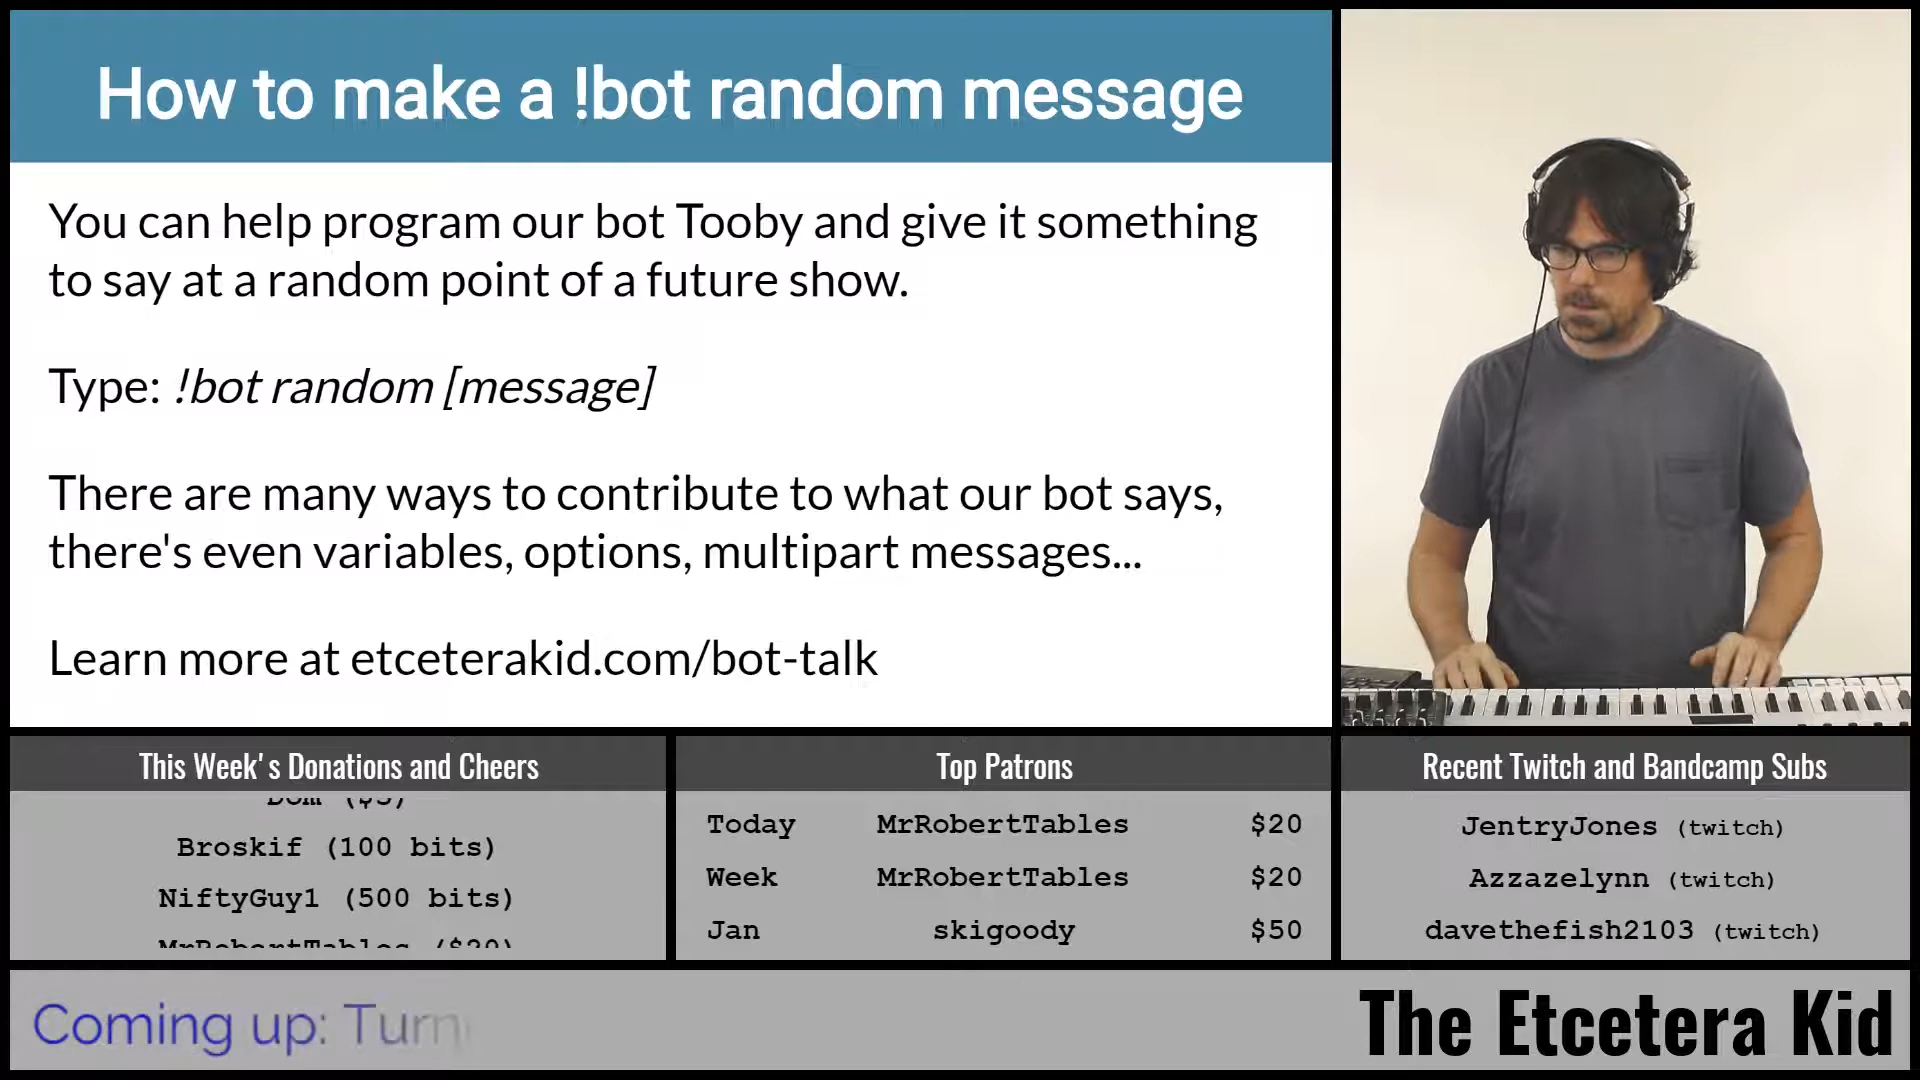 How to make a !bot random message
You can help program our bot Tooby and give it something
to say at a random point of a future show.
Type: !bot random [message]
There are many ways to contribute to what our bot says,
there's even variables, options, multipart messages...
Learn more at etceterakid.com/bot-talk
This Week's Donations and Cheers
Broskif (100 bits)
NiftyGuy1 (500 bits)
MrRobertTables ($20)
Top Patrons
Today MrRobertTables $20
Week MrRobertTables $20
Jan skigoody $50
Recent Twitch and Bandcamp Subs
JentryJones (twitch)
Azzazelynn (twitch)
davethefish2103 (twitch)
Coming up: Turn
The Etcetera Kid